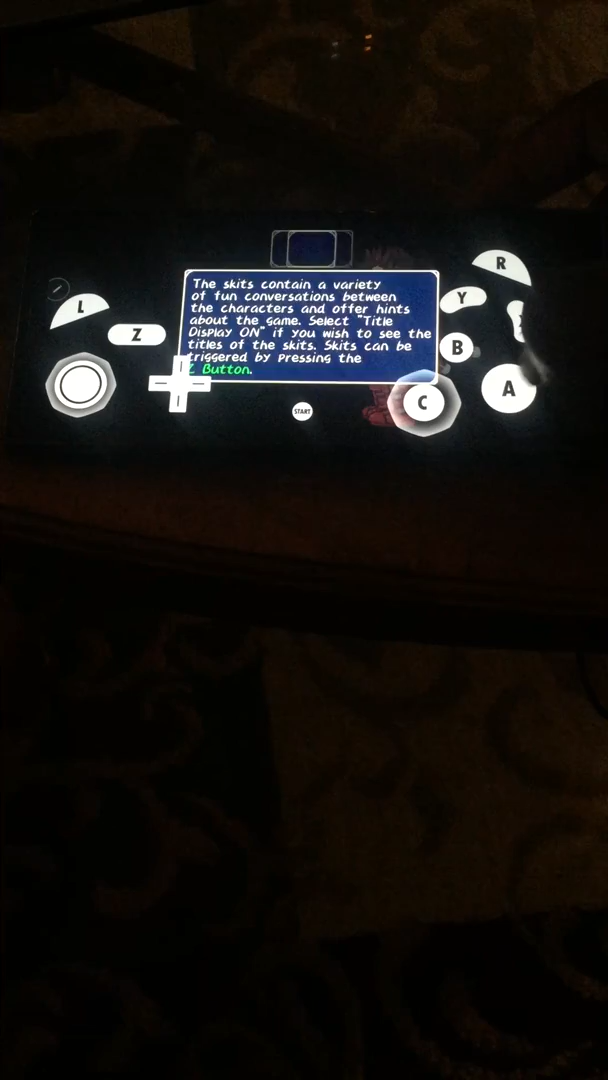 R
The skits contain a variety
of fun conversations between
the characters and offer hints
about the game. Select "Title
Display ON" if you wish to see the
titles of the skits. Skits can be
triggered by pressing the
Z Button.
L
Z
Y
B
A
C
START